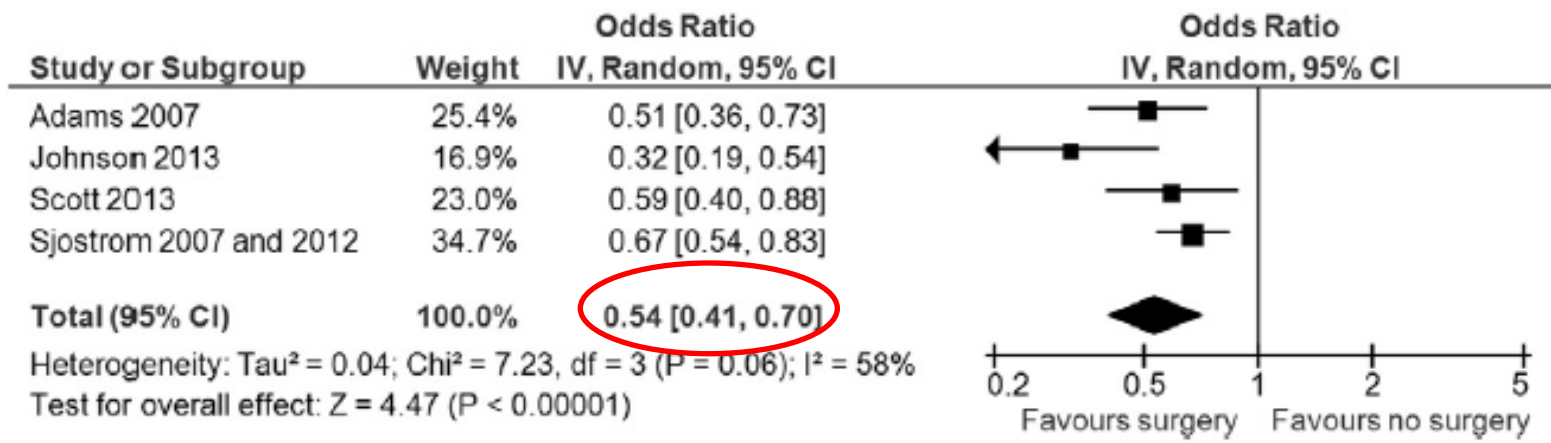 Odds Ratio Odds Ratio
Study or Subgroup Weight IV, Random, 95% CI IV, Random, 95% CI
Adams 2007 25.4% 0.51 [0.36, 0.73]
Johnson 2013 16.9% 0.32 [0.19, 0.54]
Scott 2013 23.0% 0.59 [0.40, 0.88]
Sjostrom 2007 and 2012 34.7% 0.67 [0.54, 0.83]
Total (95% CI) 100.0% 0.54 [0.41, 0.70]
Heterogeneity: Tau² = 0.04; Chi² = 7.23, df = 3 (P = 0.06); I² = 58%
Test for overall effect: Z = 4.47 (P < 0.00001)
0.2 0.5 1 2 5
Favours surgery Favours no surgery